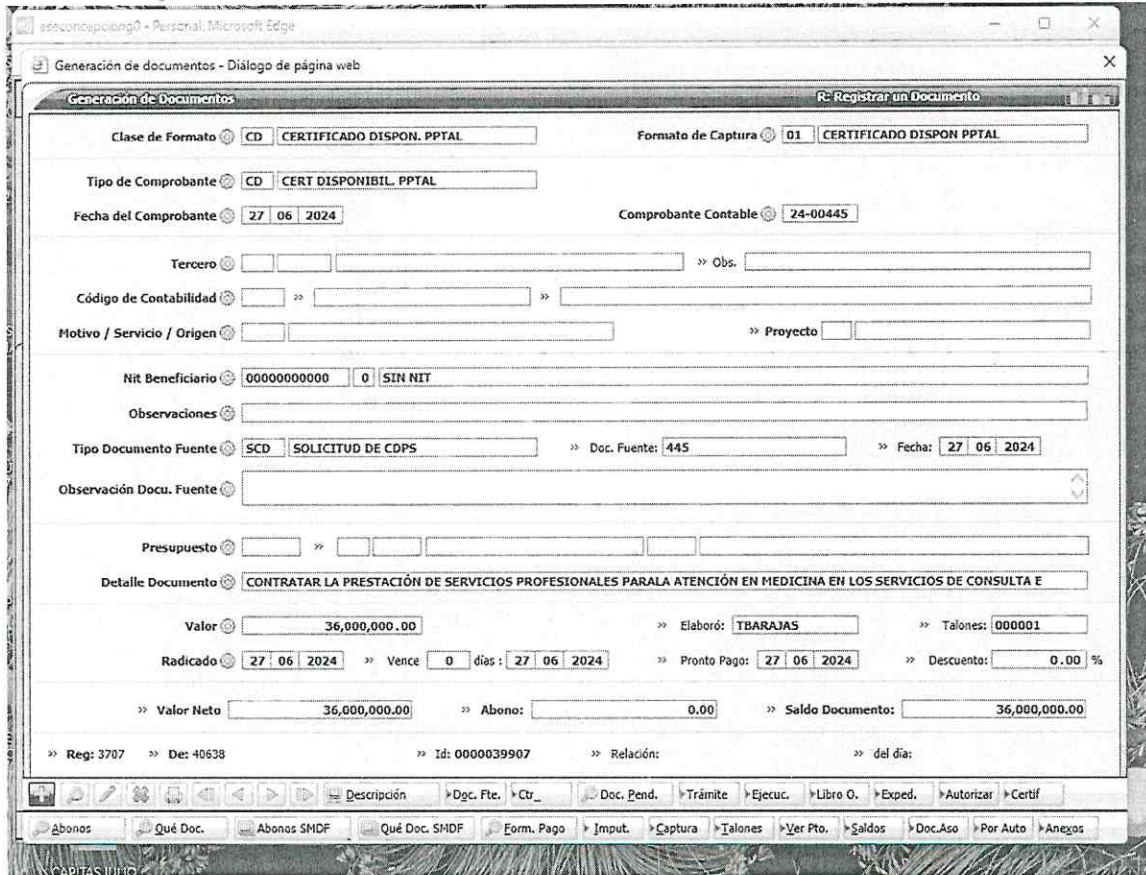 eseconcepciong0 - Personal: Microsoft Edge
Generación de documentos - Diálogo de página web
Generación de Documentos R: Registrar un Documento
Clase de Formato CD CERTIFICADO DISPON. PPTAL Formato de Captura 01 CERTIFICADO DISPON PPTAL
Tipo de Comprobante CD CERT DISPONIBIL. PPTAL
Fecha del Comprobante 27 06 2024 Comprobante Contable 24-00445
Tercero » Obs.
Código de Contabilidad » »
Motivo / Servicio / Origen » Proyecto
Nit Beneficiario 00000000000 0 SIN NIT
Observaciones
Tipo Documento Fuente SCD SOLICITUD DE CDPS » Doc. Fuente: 445 » Fecha: 27 06 2024
Observación Docu. Fuente
Presupuesto »
Detalle Documento CONTRATAR LA PRESTACIÓN DE SERVICIOS PROFESIONALES PARALA ATENCIÓN EN MEDICINA EN LOS SERVICIOS DE CONSULTA E
Valor 36,000,000.00 » Elaboró: TBARAJAS » Talones: 000001
Radicado 27 06 2024 » Vence 0 días : 27 06 2024 » Pronto Pago: 27 06 2024 » Descuento: 0.00 %
» Valor Neto 36,000,000.00 » Abono: 0.00 » Saldo Documento: 36,000,000.00
» Reg: 3707 » De: 40638 » Id: 0000039907 » Relación: » del día:
Descripción Doc. Fte. Ctr_ Doc. Pend. Trámite Ejecuc. Libro O. Exped. Autorizar Certif
Abonos Qué Doc. Abonos SMDF Qué Doc. SMDF Form. Pago Imput. Captura Talones Ver Pto. Saldos Doc.Aso Por Auto Anexos
CAPITAS JULIO